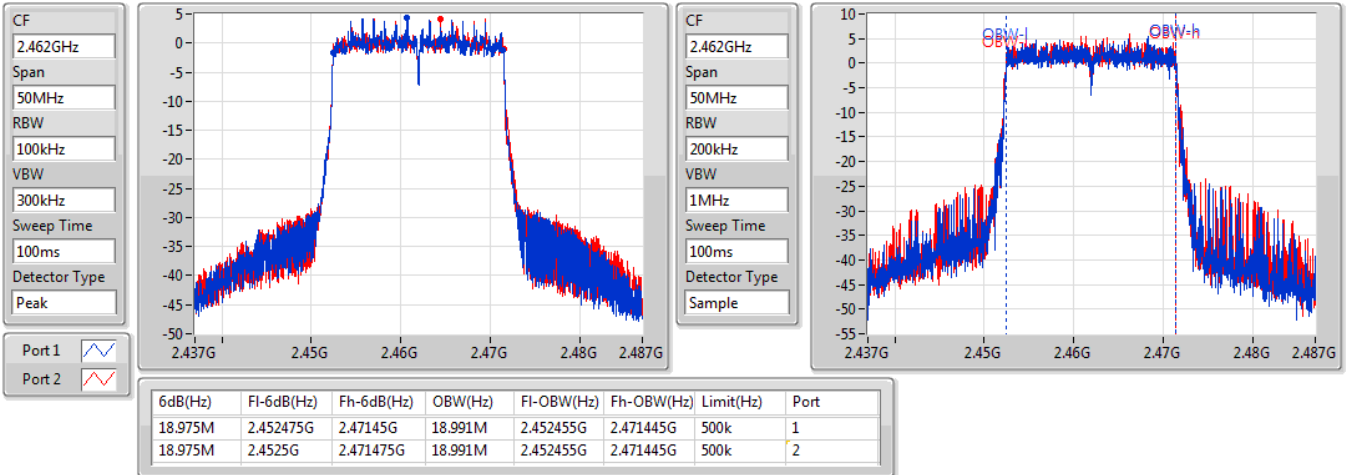 CF
2.462GHz
Span
50MHz
RBW
100kHz
VBW
300kHz
Sweep Time
100ms
Detector Type
Peak
Port 1
Port 2
5
0
-5
-10
-15
-20
-25
-30
-35
-40
-45
-50
2.437G 2.45G 2.46G 2.47G 2.48G 2.487G
CF
2.462GHz
Span
50MHz
RBW
200kHz
VBW
1MHz
Sweep Time
100ms
Detector Type
Sample
10
5
0
-5
-10
-15
-20
-25
-30
-35
-40
-45
-50
-55
OBW-l OBW-h
2.437G 2.45G 2.46G 2.47G 2.48G 2.487G
6dB(Hz) Fl-6dB(Hz) Fh-6dB(Hz) OBW(Hz) Fl-OBW(Hz) Fh-OBW(Hz) Limit(Hz) Port
18.975M 2.452475G 2.47145G 18.991M 2.452455G 2.471445G 500k 1
18.975M 2.4525G 2.471475G 18.991M 2.452455G 2.471445G 500k 2